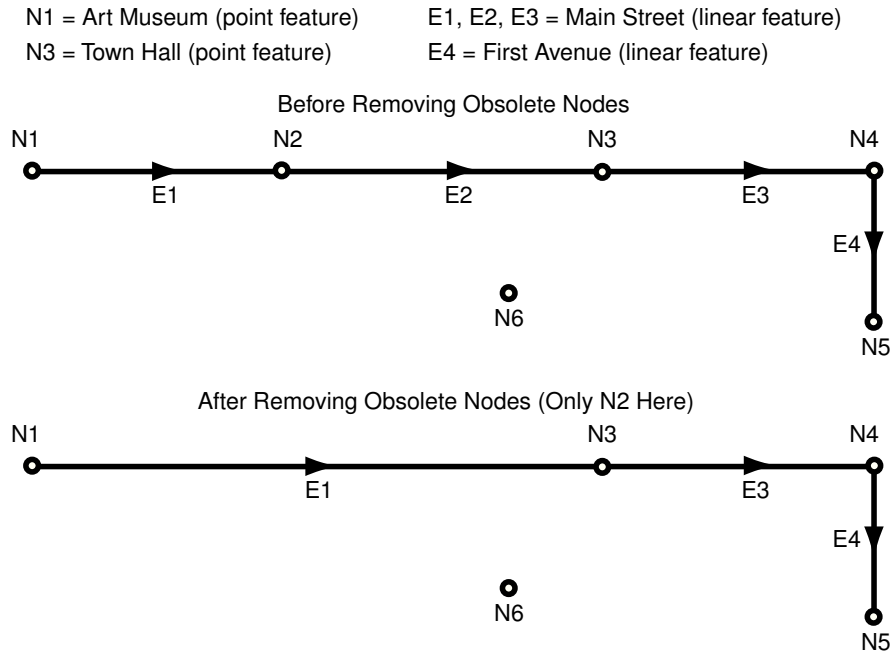 N1 = Art Museum (point feature) E1, E2, E3 = Main Street (linear feature)
N3 = Town Hall (point feature) E4 = First Avenue (linear feature)
Before Removing Obsolete Nodes
N1 N2 N3 N4
E1 E2 E3
E4
N6
N5
After Removing Obsolete Nodes (Only N2 Here)
N1 N3 N4
E1 E3
E4
N6
N5